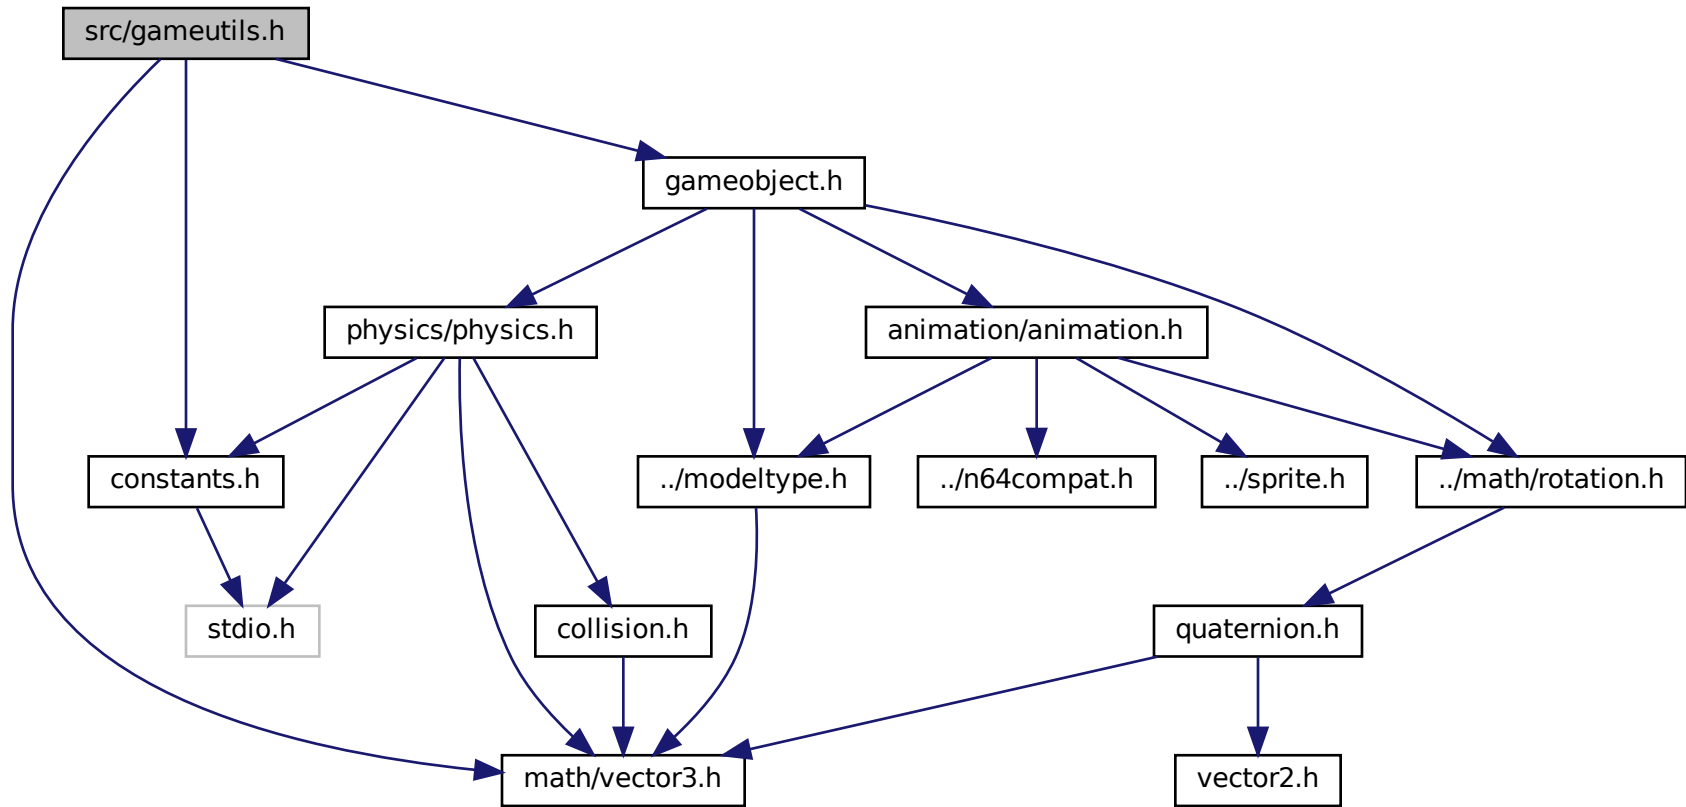 src/gameutils.h
gameobject.h
physics/physics.h
animation/animation.h
constants.h
../modeltype.h
../n64compat.h
../sprite.h
../math/rotation.h
stdio.h
collision.h
quaternion.h
math/vector3.h
vector2.h